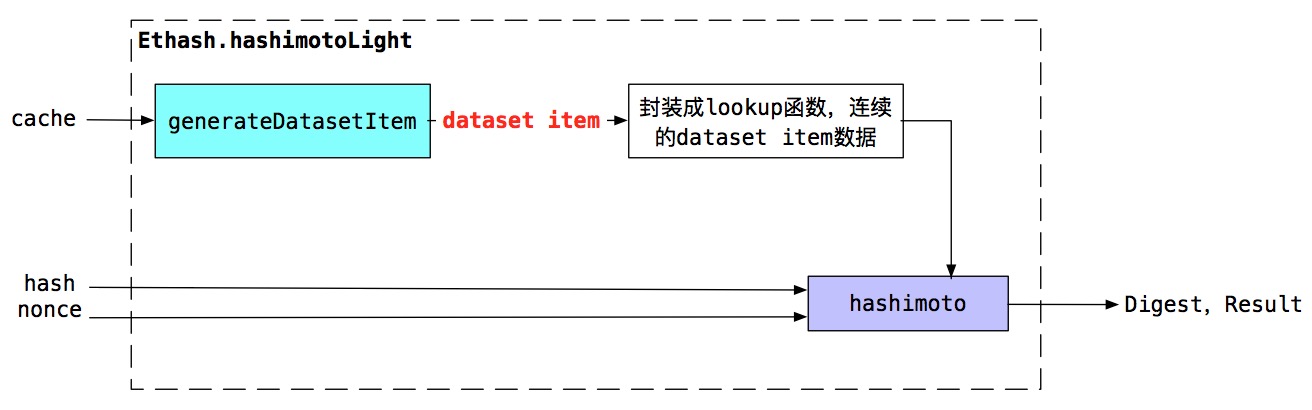 Ethash.hashimotoLight
cache
generateDatasetItem
dataset item
封装成lookup函数，连续
的dataset item数据
hash
nonce
hashimoto
Digest, Result